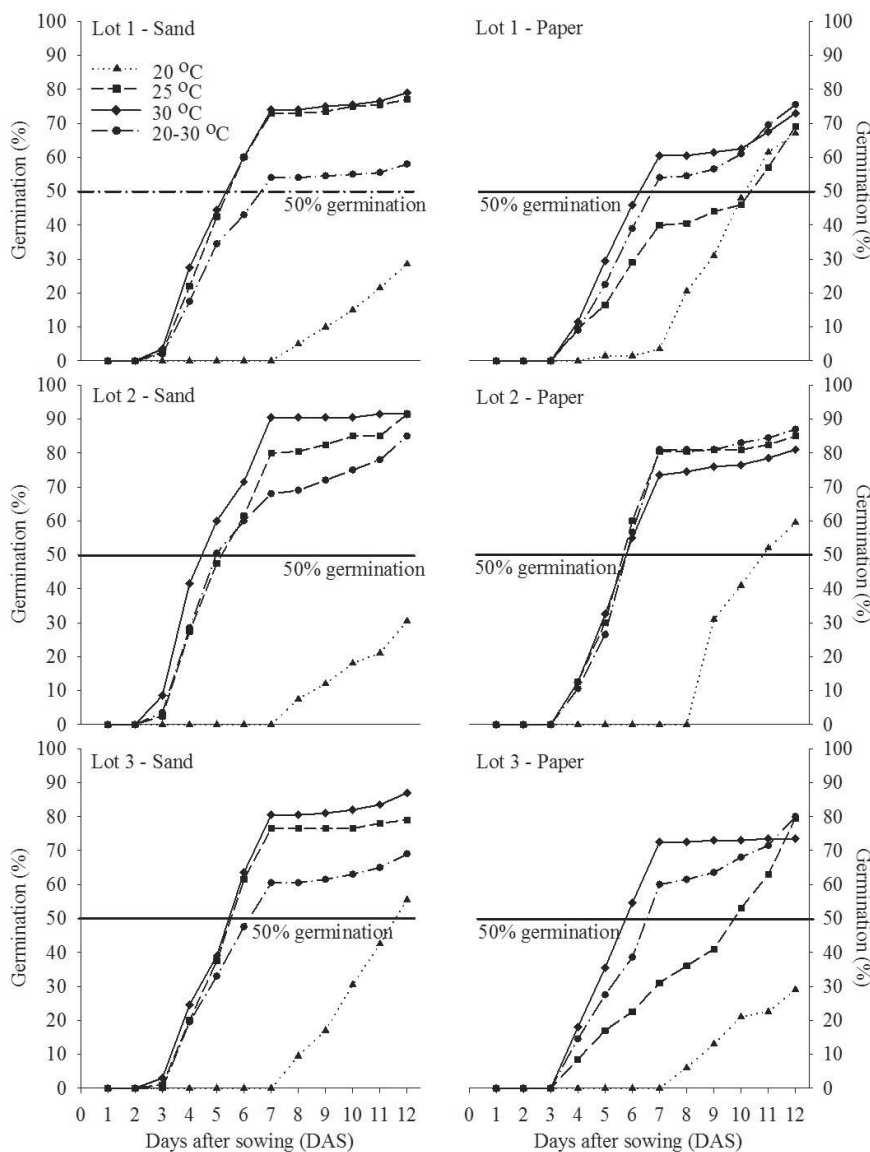 Lot 1 - Sand
20 °C
25 °C
30 °C
20-30 °C
50% germination
Germination (%)
90
80
70
60
50
40
30
20
10
0
Lot 1 - Paper
50% germination
Germination (%)
90
80
70
60
50
40
30
20
10
0
Lot 2 - Sand
50% germination
Germination (%)
90
80
70
60
50
40
30
20
10
0
Lot 2 - Paper
50% germination
Germination (%)
90
80
70
60
50
40
30
20
10
0
Lot 3 - Sand
50% germination
Germination (%)
90
80
70
60
50
40
30
20
10
0
0 1 2 3 4 5 6 7 8 9 10 11 12
Days after sowing (DAS)
Lot 3 - Paper
50% germination
Germination (%)
90
80
70
60
50
40
30
20
10
0
0 1 2 3 4 5 6 7 8 9 10 11 12
Days after sowing (DAS)